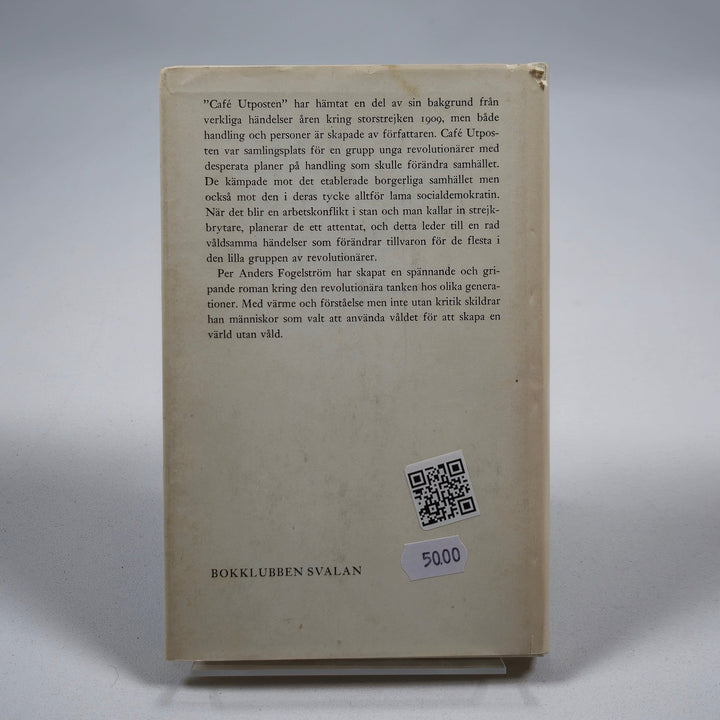 ”Café Utposten” har hämtat en del av sin bakgrund från
verkliga händelser åren kring storstrejken 1909, men både
handling och personer är skapade av författaren. Café Utpos-
ten var samlingsplats för en grupp unga revolutionärer med
desperata planer på handling som skulle förändra samhället.
De kämpade mot det etablerade borgerliga samhället men
också mot den i deras tycke alltför lama socialdemokratin.
När det blir en arbetskonflikt i stan och man kallar in strejk-
brytare, planerar de ett attentat, och detta leder till en rad
våldsamma händelser som förändrar tillvaron för de flesta i
den lilla gruppen av revolutionärer.
Per Anders Fogelström har skapat en spännande och gri-
pande roman kring den revolutionära tanken hos olika genera-
tioner. Med värme och förståelse men inte utan kritik skildrar
han människor som valt att använda våldet för att skapa en
värld utan våld.
50.00
BOKKLUBBEN SVALAN